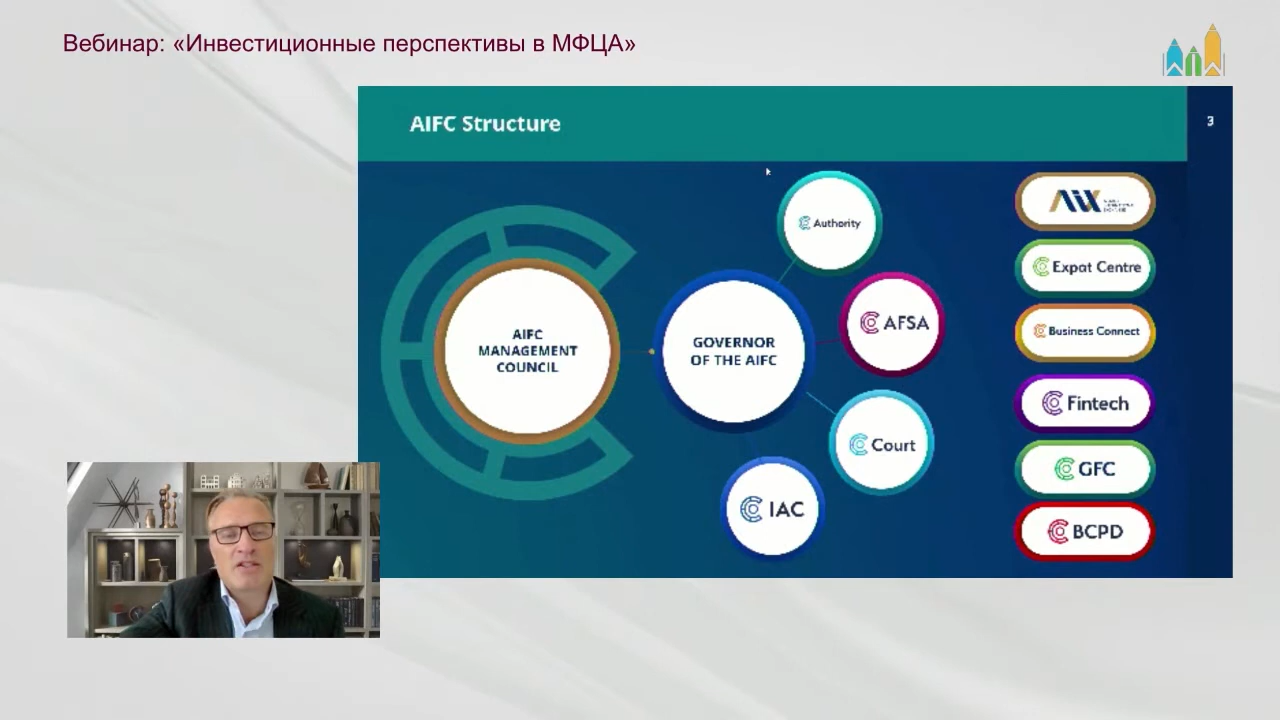 Вебинар: «Инвестиционные перспективы в МФЦА»
AIFC Structure
3
AIFC
MANAGEMENT
COUNCIL
GOVERNOR
OF THE AIFC
Authority
AFSA
Court
IAC
AIX
Expat Centre
Business Connect
Fintech
GFC
BCPD